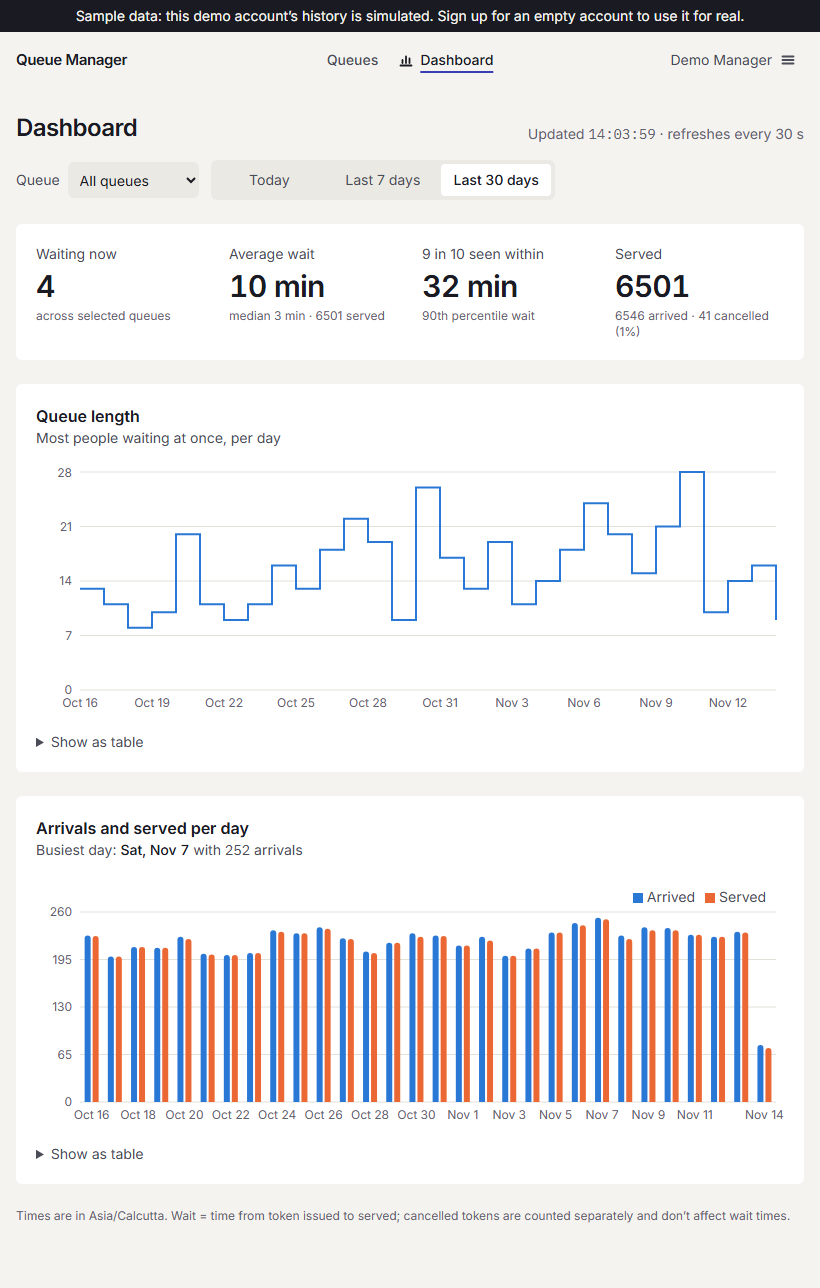 Sample data: this demo account’s history is simulated. Sign up for an empty account to use it for real.
Queue Manager
Queues
Dashboard
Demo Manager
Dashboard
Updated 14:03:59 · refreshes every 30 s
Queue
All queues
Today
Last 7 days
Last 30 days
Waiting now
4
across selected queues
Average wait
10 min
median 3 min · 6501 served
9 in 10 seen within
32 min
90th percentile wait
Served
6501
6546 arrived · 41 cancelled
(1%)
Queue length
Most people waiting at once, per day
28
21
14
7
0
Oct 16 Oct 19 Oct 22 Oct 25 Oct 28 Oct 31 Nov 3 Nov 6 Nov 9 Nov 12
Show as table
Arrivals and served per day
Busiest day: Sat, Nov 7 with 252 arrivals
Arrived Served
260
195
130
65
0
Oct 16 Oct 18 Oct 20 Oct 22 Oct 24 Oct 26 Oct 28 Oct 30 Nov 1 Nov 3 Nov 5 Nov 7 Nov 9 Nov 11 Nov 14
Show as table
Times are in Asia/Calcutta. Wait = time from token issued to served; cancelled tokens are counted separately and don’t affect wait times.